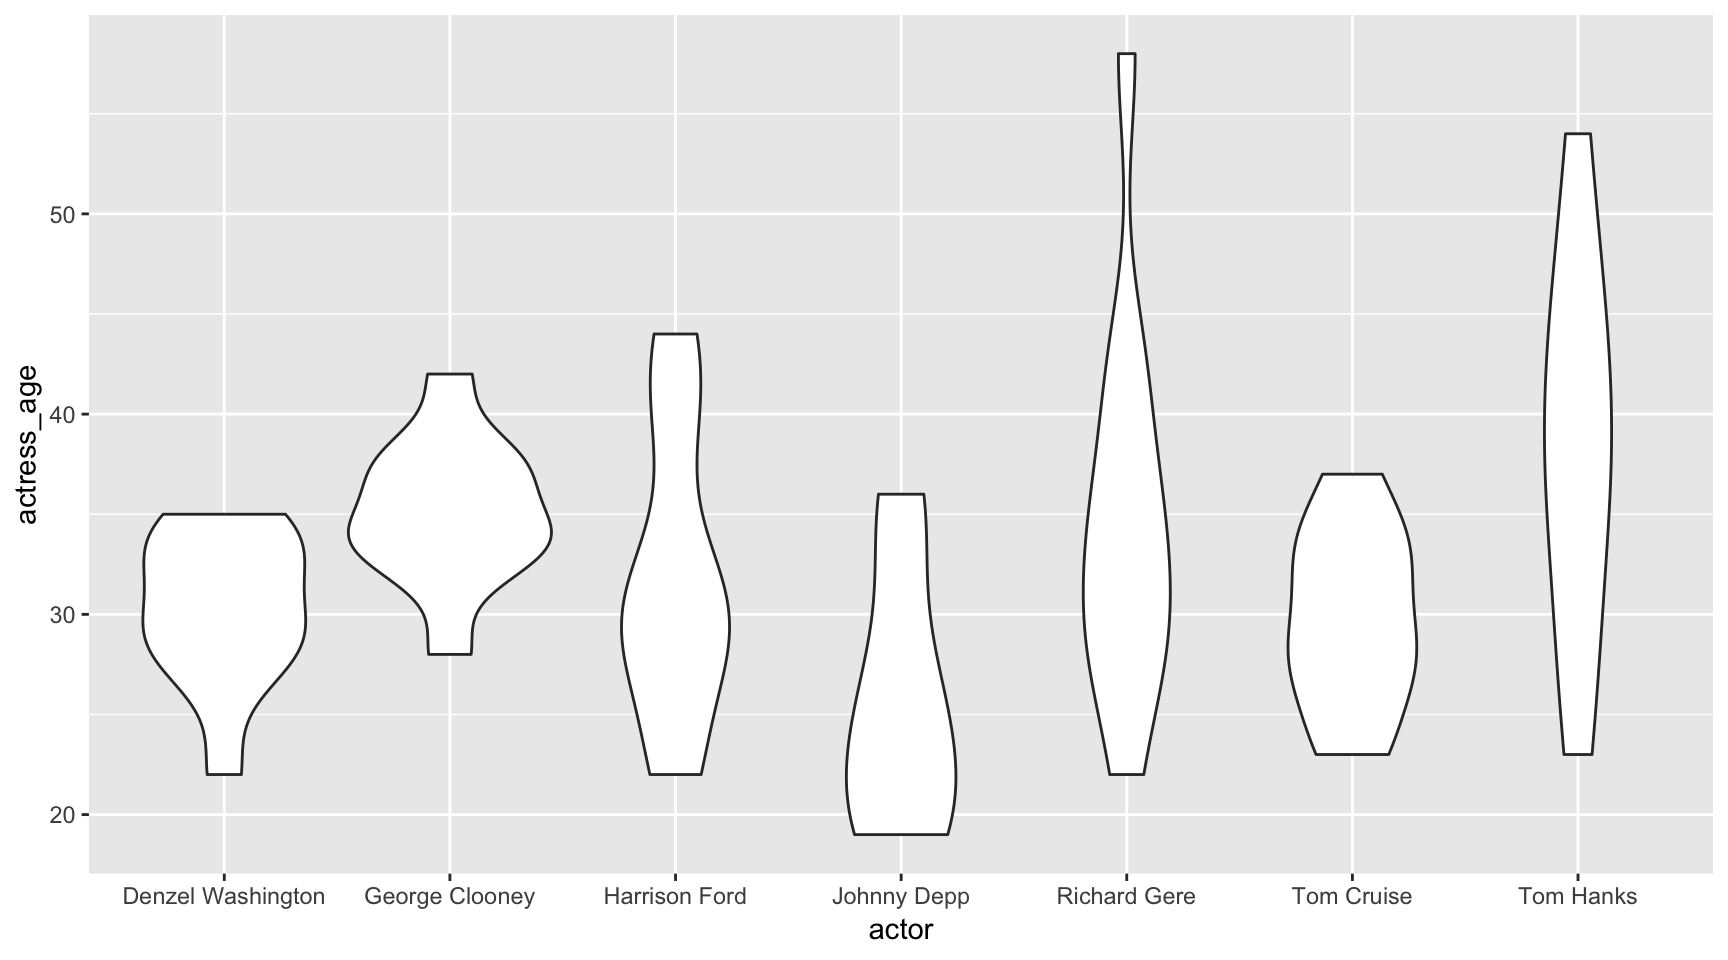 actress_age
50
40
30
20
Denzel Washington George Clooney Harrison Ford Johnny Depp Richard Gere Tom Cruise Tom Hanks
actor